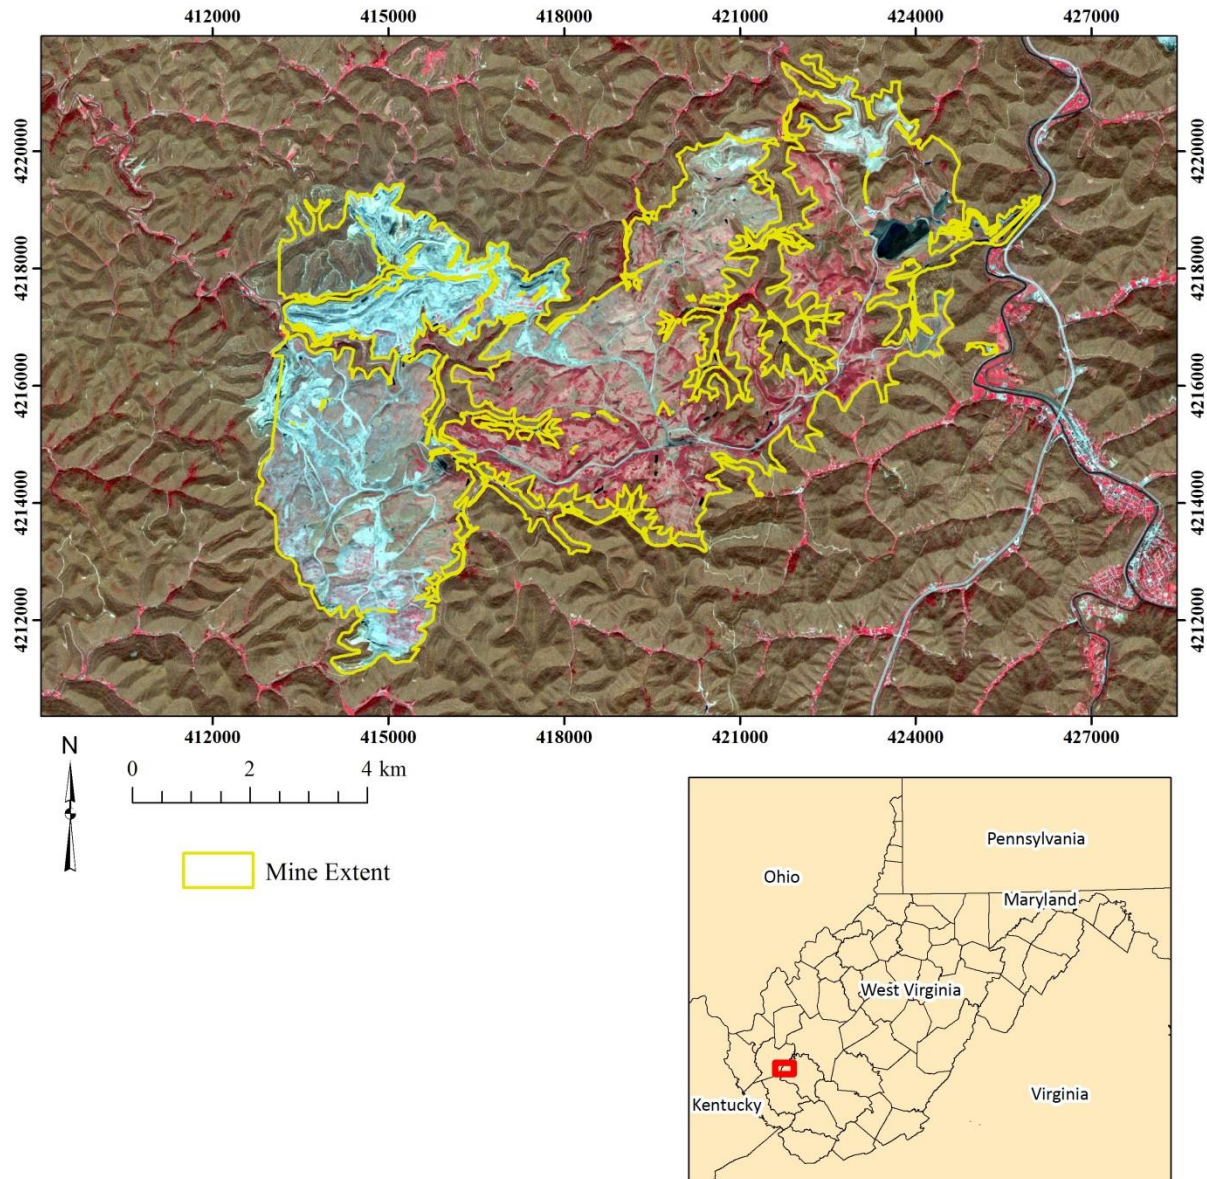 412000 415000 418000 421000 424000 427000
4220000 4220000
4218000 4218000
4216000 4216000
4214000 4214000
4212000 4212000
412000 415000 418000 421000 424000 427000
N
0 2 4 km
Mine Extent
Pennsylvania
Ohio
Maryland
West Virginia
Virginia
Kentucky